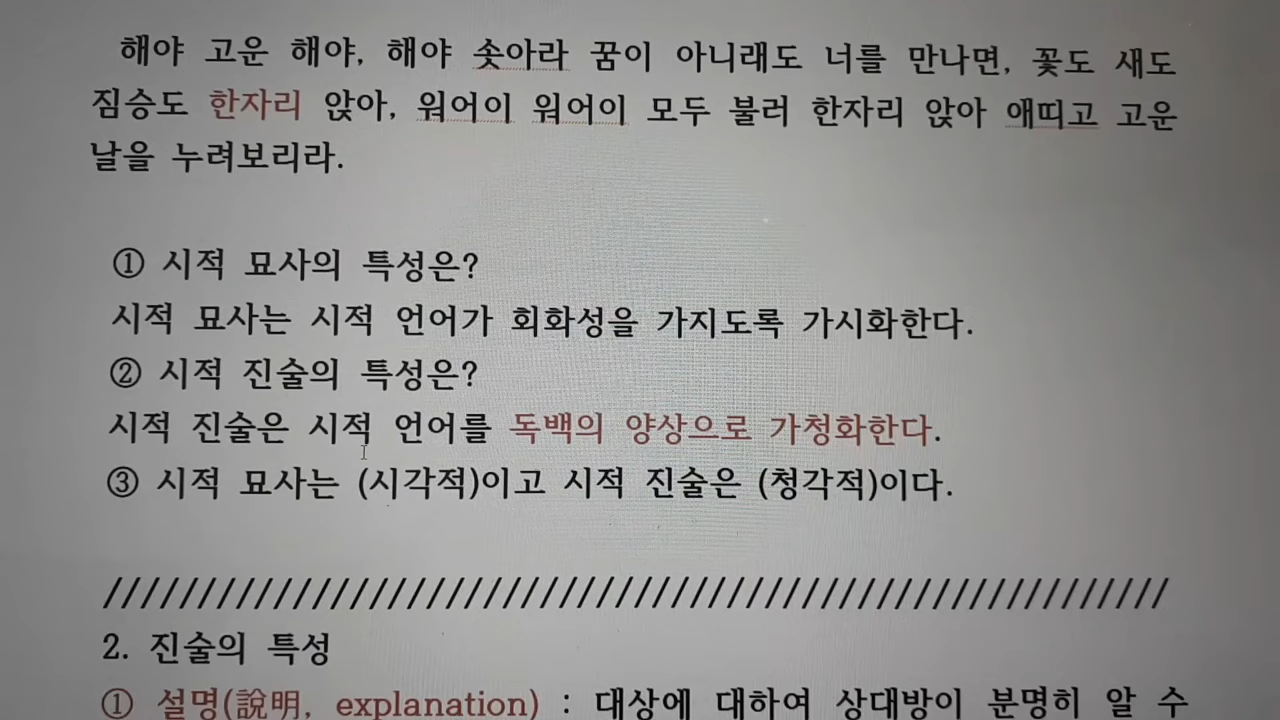 해야 고운 해야, 해야 솟아라 꿈이 아니래도 너를 만나면, 꽃도 새도
짐승도 한자리 앉아, 워어이 워어이 모두 불러 한자리 앉아 애띠고 고운
날을 누려보리라.
① 시적 묘사의 특성은?
시적 묘사는 시적 언어가 회화성을 가지도록 가시화한다.
② 시적 진술의 특성은?
시적 진술은 시적 언어를 독백의 양상으로 가청화한다.
③ 시적 묘사는 (시각적)이고 시적 진술은 (청각적)이다.
////////////////////////////////////////////////////////
2. 진술의 특성
① 설명(說明, explanation) : 대상에 대하여 상대방이 분명히 알 수